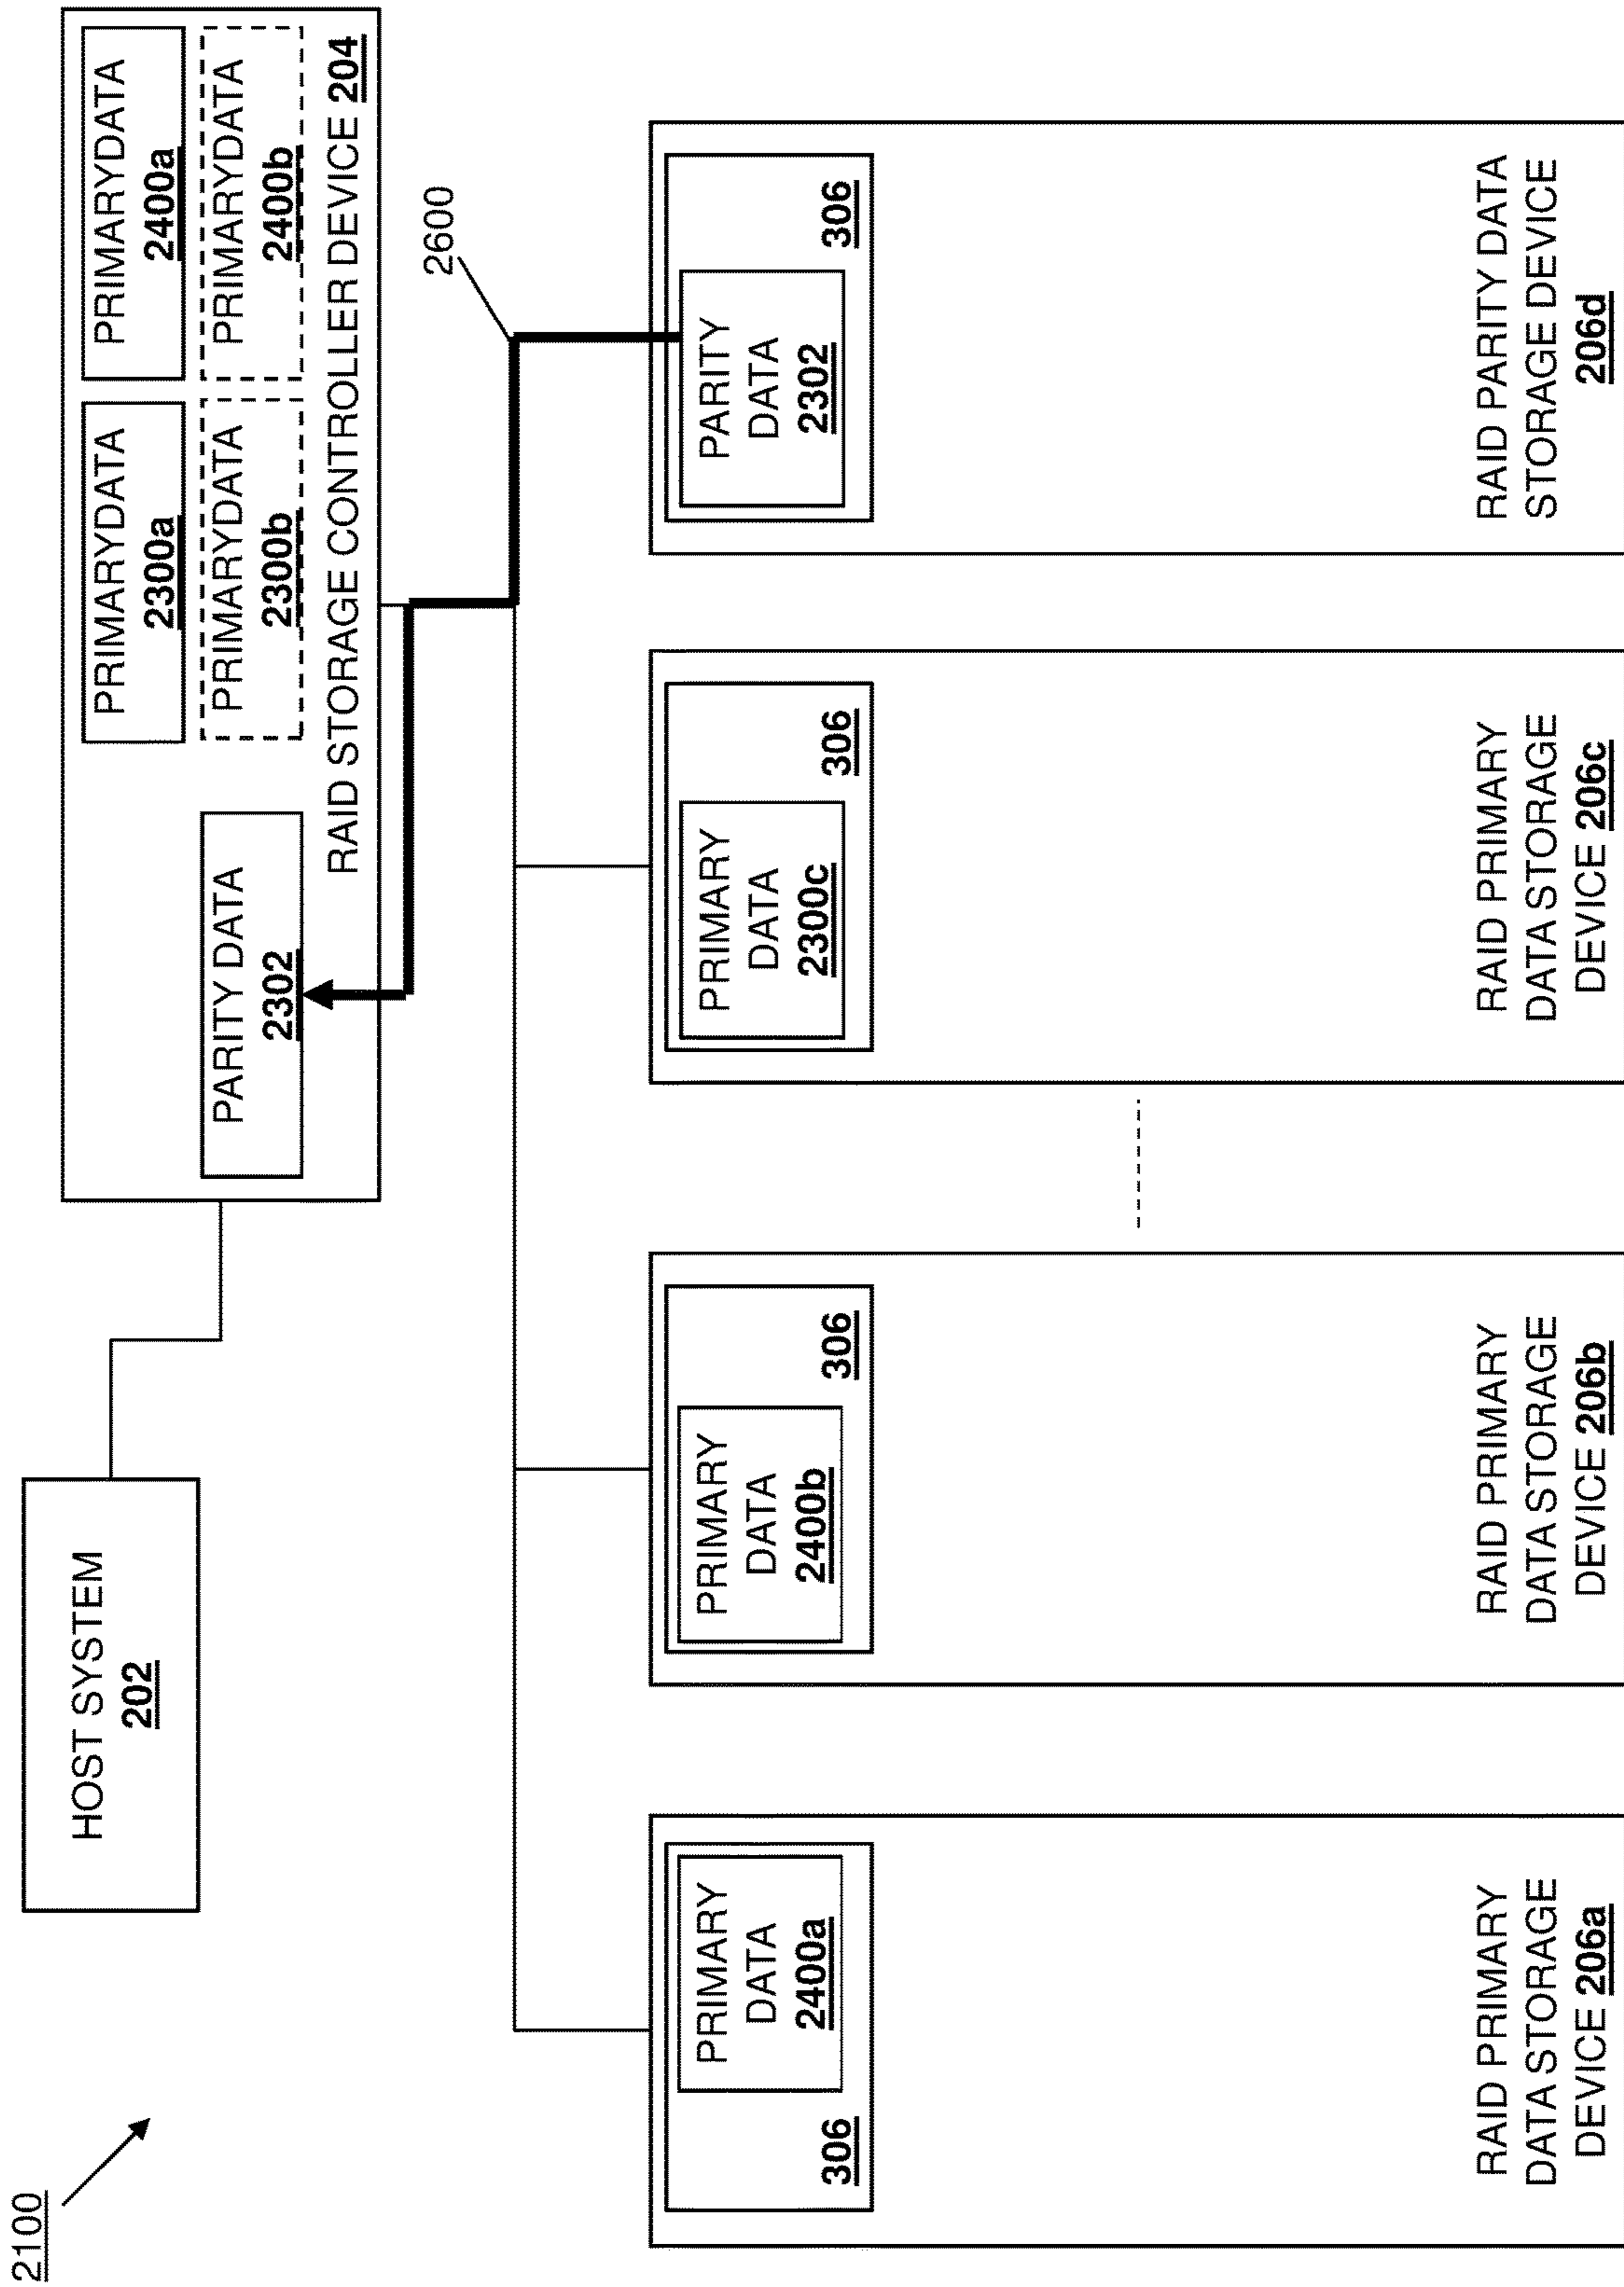 2100
HOST SYSTEM
202
PARITY DATA
2302
PRIMARYDATA
2300a
PRIMARYDATA
2400a
PRIMARYDATA
2300b
PRIMARYDATA
2400b
RAID STORAGE CONTROLLER DEVICE 204
2600
306
PRIMARY
DATA
2400a
RAID PRIMARY
DATA STORAGE
DEVICE 206a
PRIMARY
DATA
2400b
306
RAID PRIMARY
DATA STORAGE
DEVICE 206b
PRIMARY
DATA
2300c
306
RAID PRIMARY
DATA STORAGE
DEVICE 206c
PARITY
DATA
2302
306
RAID PARITY DATA
STORAGE DEVICE
206d